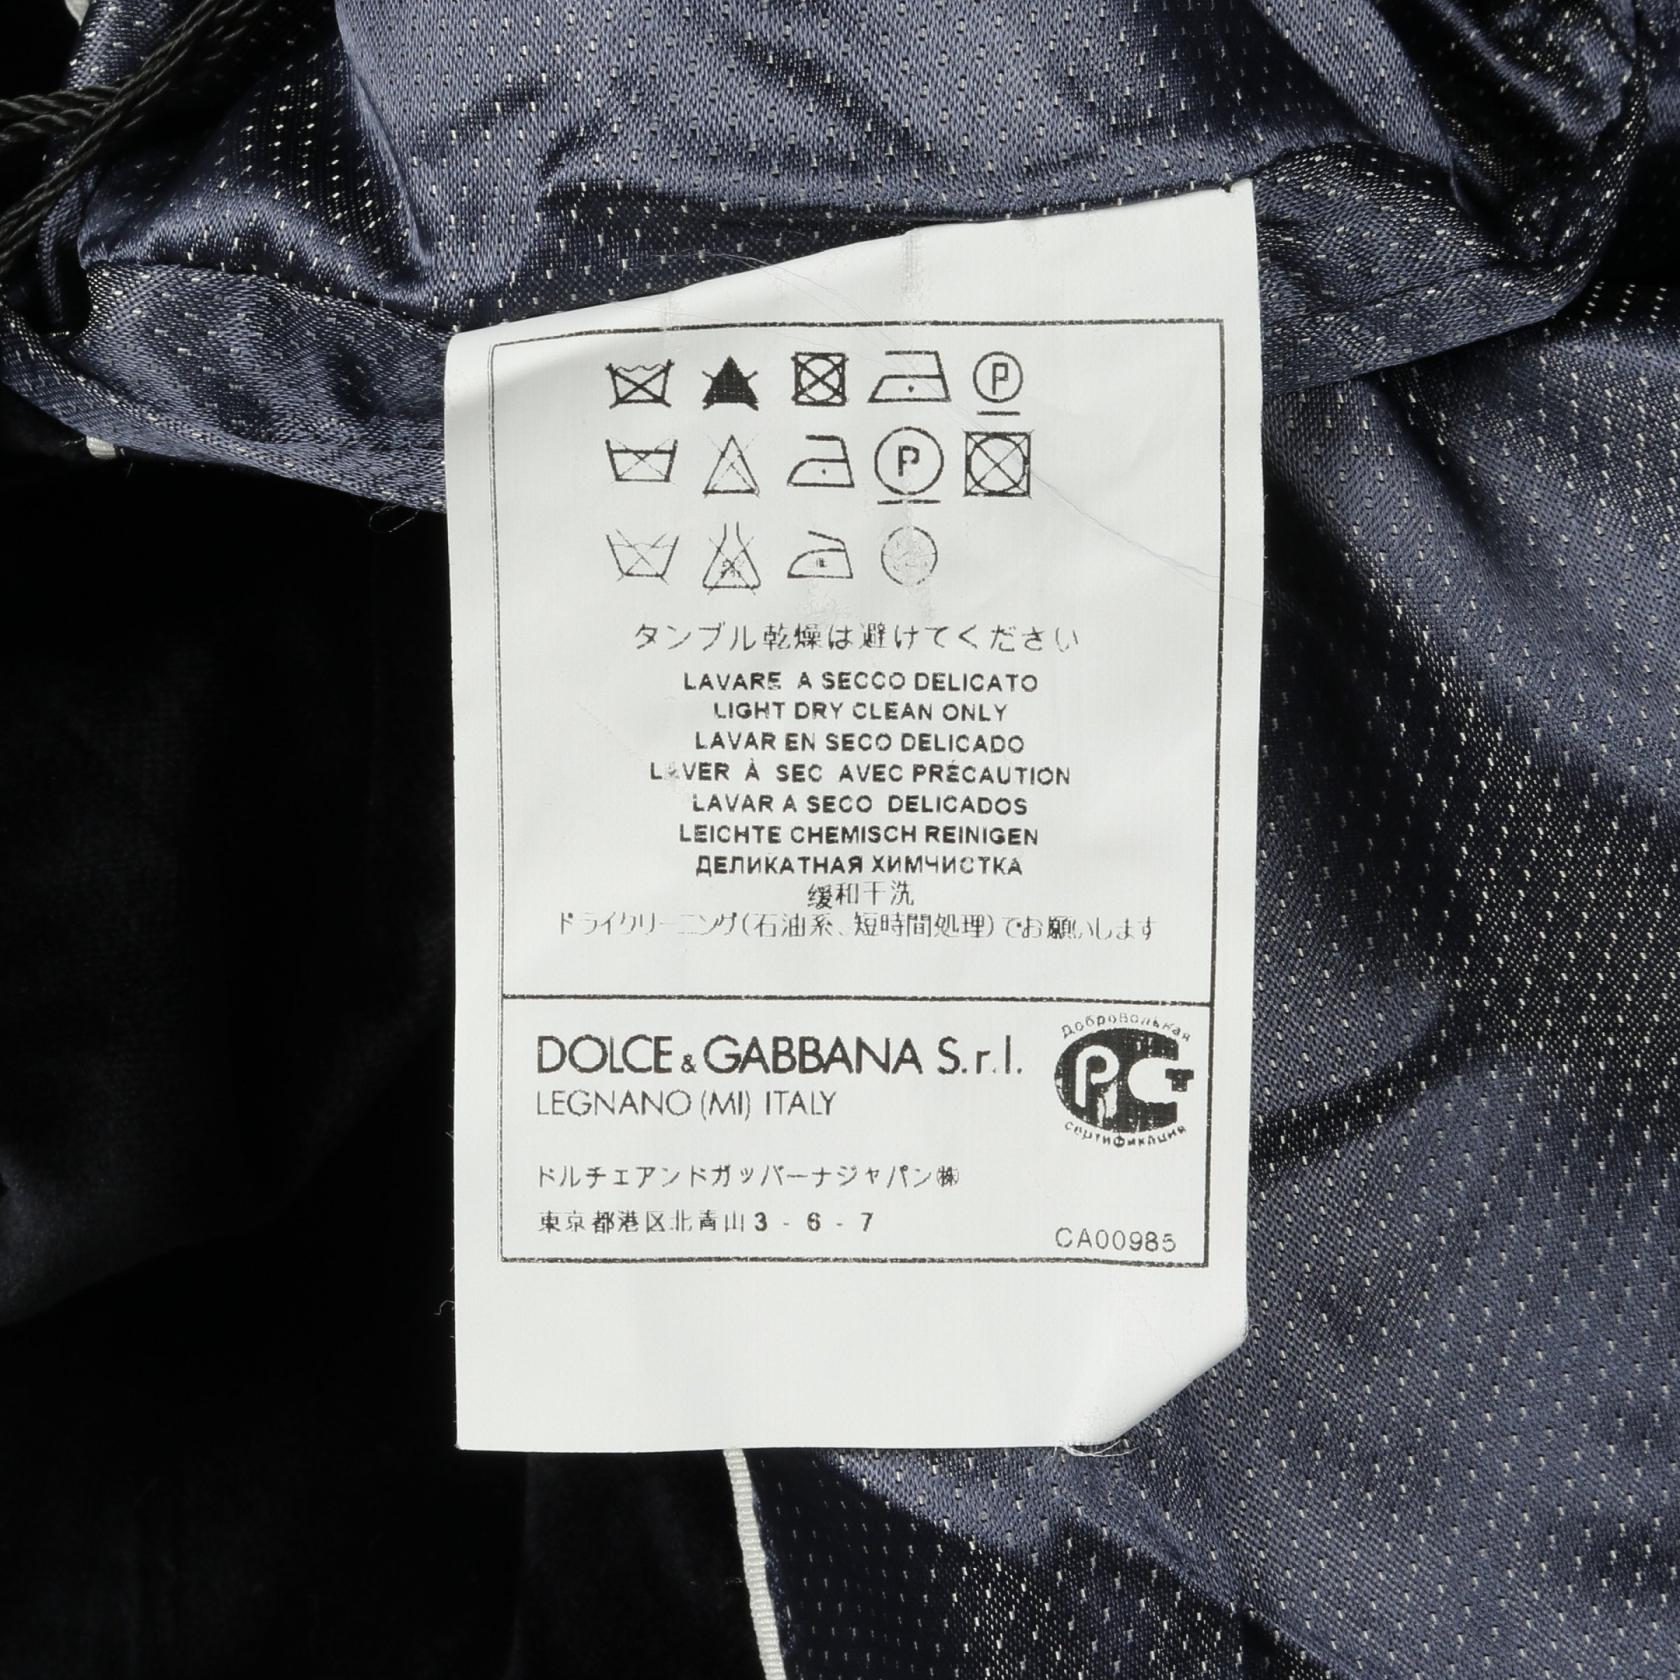 P
P
タンブル乾燥は避けてください
LAVARE A SECCO DELICATO
LIGHT DRY CLEAN ONLY
LAVAR EN SECO DELICADO
LAVER À SEC AVEC PRÉCAUTION
LAVAR A SECO DELICADOS
LEICHTE CHEMISCH REINIGEN
ДЕЛИКАТНАЯ ХИМЧИСТКА
缓和干洗
ドライクリーニング(石油系、短時間処理)でお願いします
DOLCE & GABBANA S.r.l.
LEGNANO (MI) ITALY
Добровольная
РСТ
сертификация
ドルチェアンドガッバーナジャパン㈱
東京都港区北青山3-6-7
CA00985